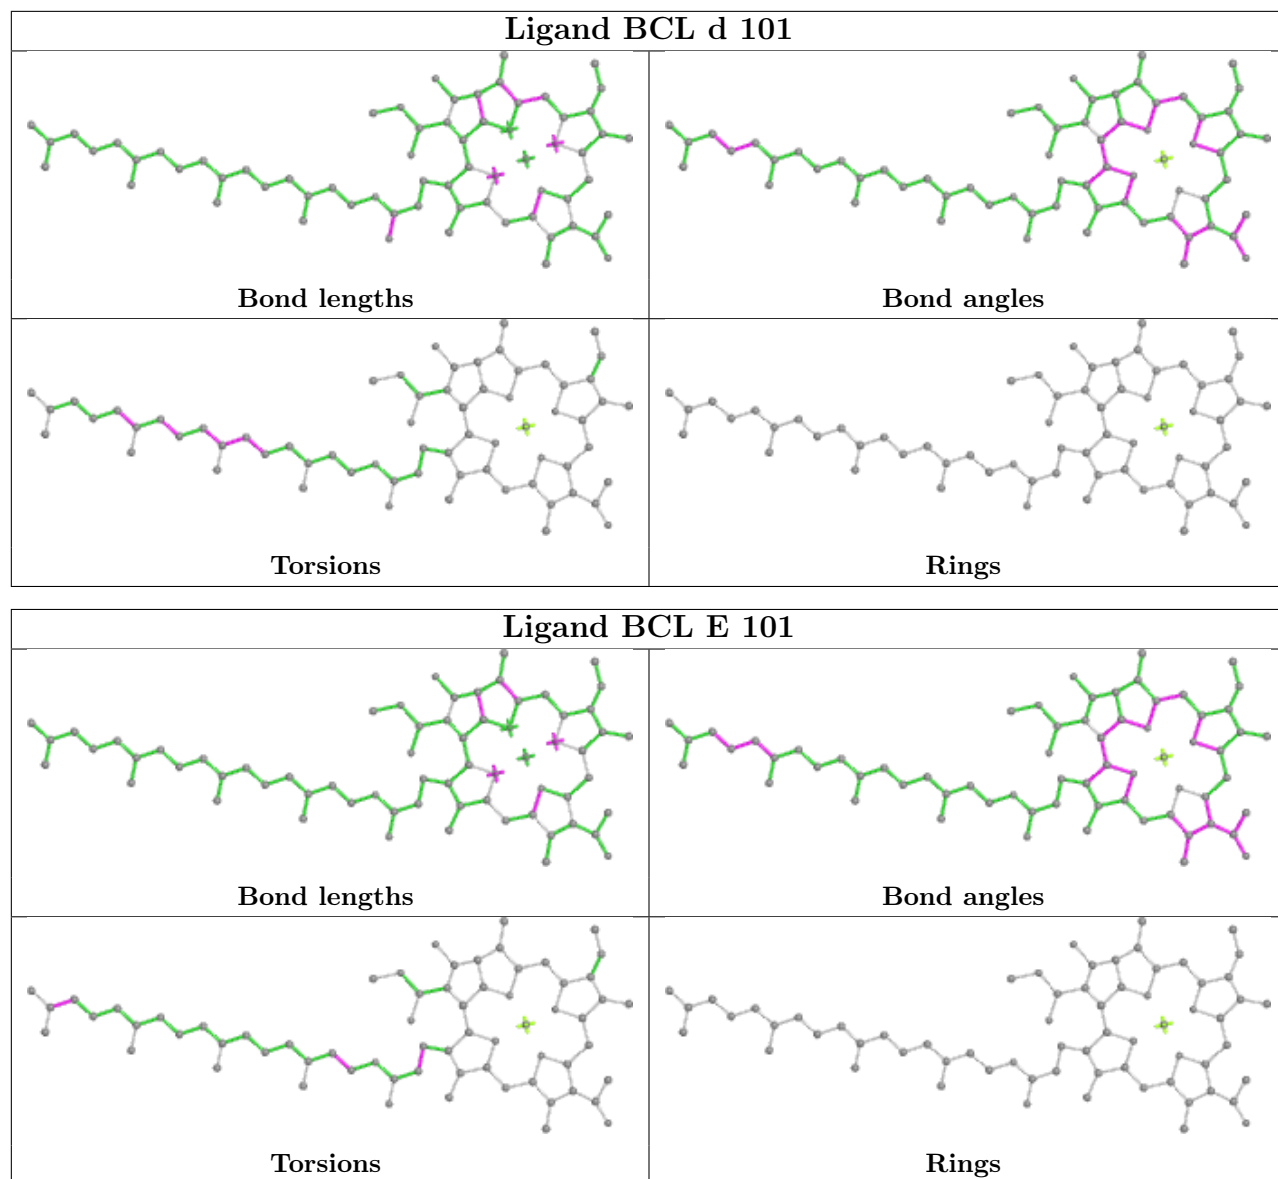 Ligand BCL d 101
Bond lengths
Bond angles
Torsions
Rings
Ligand BCL E 101
Bond lengths
Bond angles
Torsions
Rings